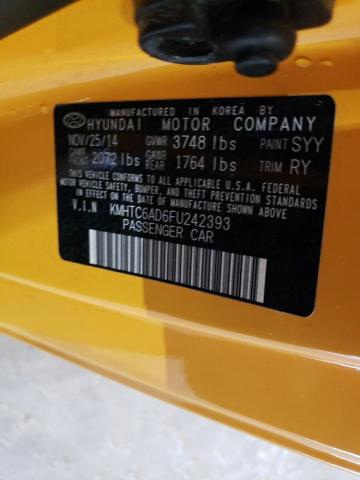 MANUFACTURED IN KOREA BY
HYUNDAI MOTOR COMPANY
NOV/25/14 GVWR 3748 lbs PAINT SYY
GAWR FRONT 2072 lbs GAWR REAR 1764 lbs TRIM RY
THIS VEHICLE CONFORMS TO ALL APPLICABLE U.S.A. FEDERAL
MOTOR VEHICLE SAFETY, BUMPER, AND THEFT PREVENTION STANDARDS
IN EFFECT ON THE DATE OF MANUFACTURE SHOWN ABOVE.
V.I.N KMHTC6AD6FU242393
PASSENGER CAR